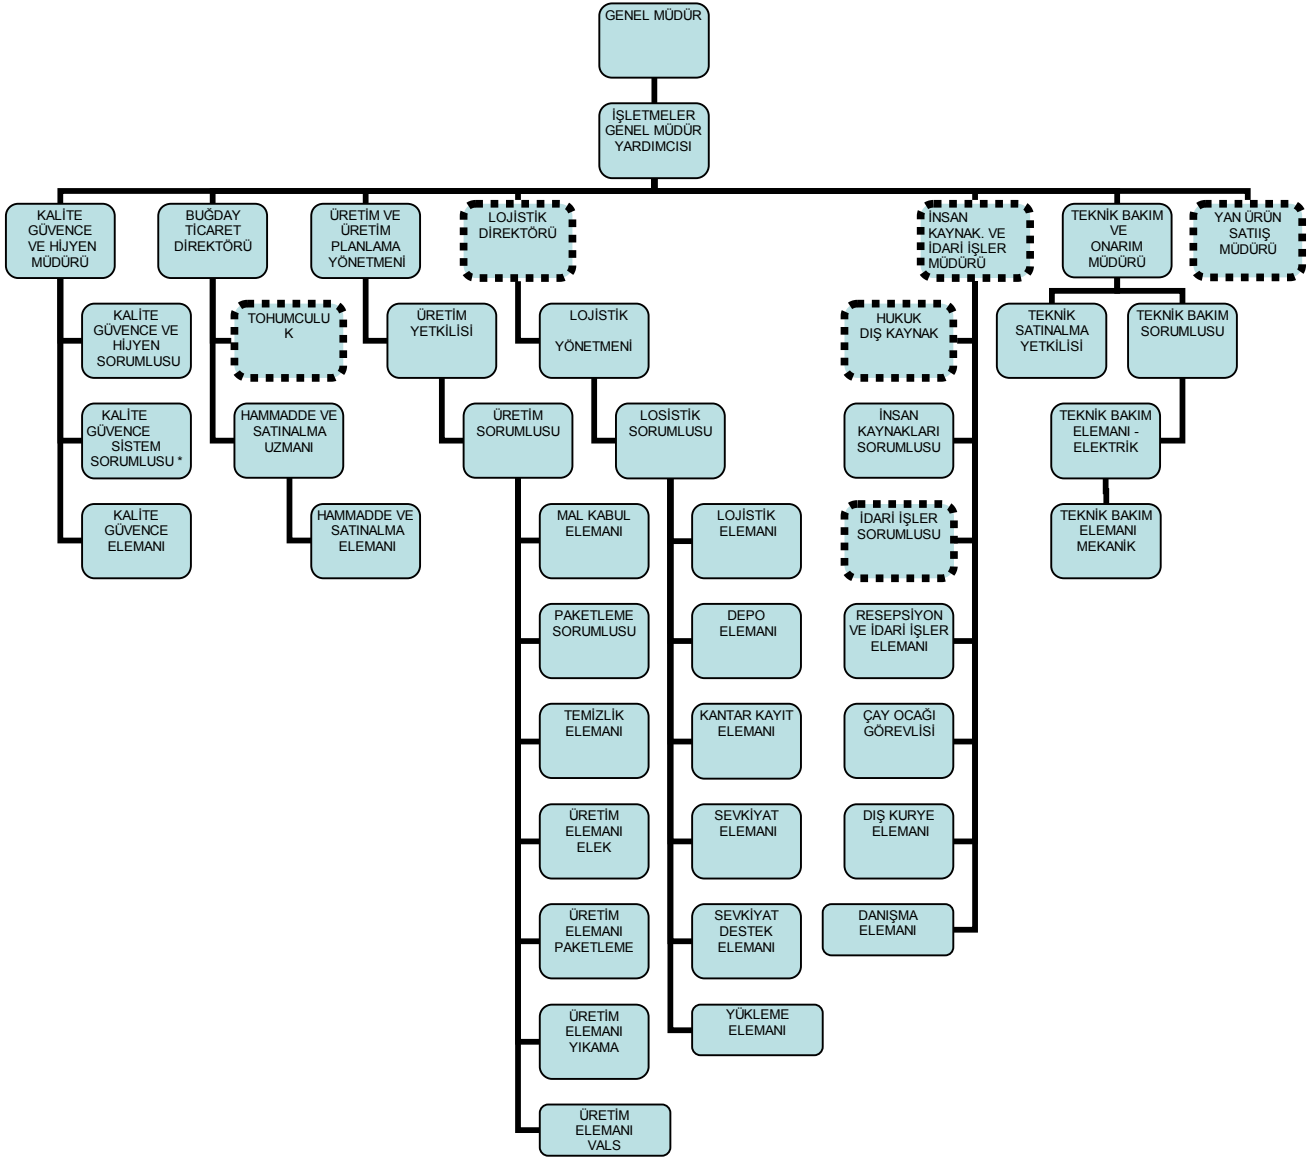 GENEL MÜDÜR
İŞLETMELER
GENEL MÜDÜR
YARDIMCISI
KALİTE
GÜVENCE
VE HİJYEN
MÜDÜRÜ
BUĞDAY
TİCARET
DİREKTÖRÜ
ÜRETİM VE
ÜRETİM
PLANLAMA
YÖNETMENİ
LOJİSTİK
DİREKTÖRÜ
İNSAN
KAYNAK. VE
İDARİ İŞLER
MÜDÜRÜ
TEKNİK BAKIM
VE
ONARIM
MÜDÜRÜ
YAN ÜRÜN
SATIIŞ
MÜDÜRÜ
KALİTE
GÜVENCE VE
HİJYEN
SORUMLUSU
TOHUMCULU
K
ÜRETİM
YETKİLİSİ
LOJİSTİK
YÖNETMENİ
HUKUK
DIŞ KAYNAK
TEKNİK
SATINALMA
YETKİLİSİ
TEKNİK BAKIM
SORUMLUSU
KALİTE
GÜVENCE
SİSTEM
SORUMLUSU *
HAMMADDE VE
SATINALMA
UZMANI
ÜRETİM
SORUMLUSU
LOSİSTİK
SORUMLUSU
İNSAN
KAYNAKLARI
SORUMLUSU
TEKNİK BAKIM
ELEMANI -
ELEKTRİK
KALİTE
GÜVENCE
ELEMANI
HAMMADDE VE
SATINALMA
ELEMANI
MAL KABUL
ELEMANI
LOJİSTİK
ELEMANI
İDARİ İŞLER
SORUMLUSU
TEKNİK BAKIM
ELEMANI
MEKANİK
PAKETLEME
SORUMLUSU
DEPO
ELEMANI
RESEPSİYON
VE İDARİ İŞLER
ELEMANI
TEMİZLİK
ELEMANI
KANTAR KAYIT
ELEMANI
ÇAY OCAĞI
GÖREVLİSİ
ÜRETİM
ELEMANI
ELEK
SEVKİYAT
ELEMANI
DIŞ KURYE
ELEMANI
ÜRETİM
ELEMANI
PAKETLEME
SEVKİYAT
DESTEK
ELEMANI
DANIŞMA
ELEMANI
ÜRETİM
ELEMANI
YIKAMA
YÜKLEME
ELEMANI
ÜRETİM
ELEMANI
VALS